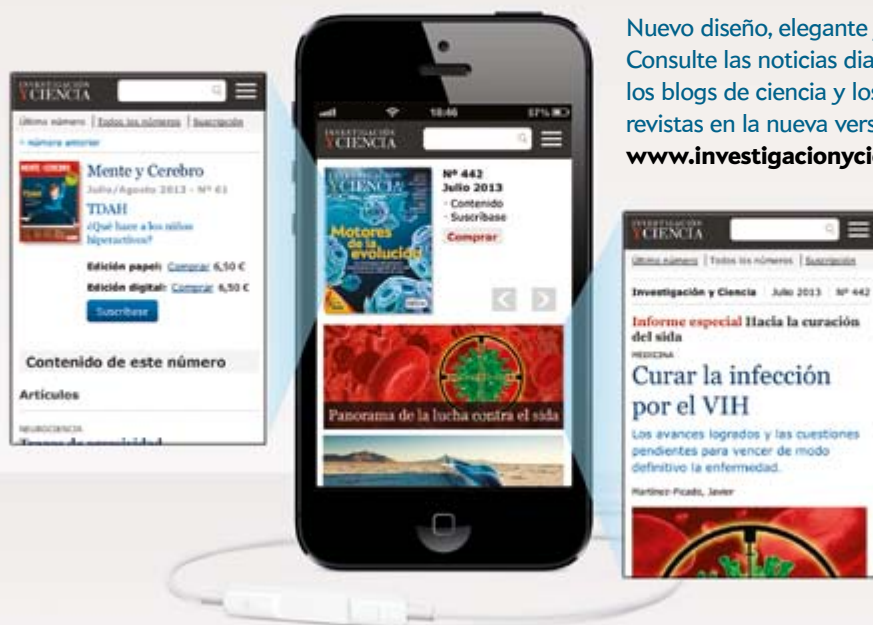 Nuevo diseño, elegante
Consulte las noticias dia
los blogs de ciencia y los
revistas en la nueva vers
www.investigacionycie
INVESTIGACIÓN
Y CIENCIA
Último número | Todos los números | Suscripción
< número anterior
MENTE Y CEREBRO
TDAH
Mente y Cerebro
Julio/Agosto 2013 - Nº 61
TDAH
¿Qué hace a los niños
hiperactivos?
Edición papel: Comprar 6,50 €
Edición digital: Comprar 6,50 €
Suscríbase
Contenido de este número
Artículos
NEUROCIENCIA
18:46
57%
INVESTIGACIÓN
Y CIENCIA
Y CIENCIA
Motores
de la
evolución
Nº 442
Julio 2013
· Contenido
· Suscríbase
Comprar
Panorama de la lucha contra el sida
INVESTIGACIÓN
Y CIENCIA
Último número | Todos los números | Suscripción
Investigación y Ciencia | Julio 2013 | Nº 442
Informe especial Hacia la curación
del sida
MEDICINA
Curar la infección
por el VIH
Los avances logrados y las cuestiones
pendientes para vencer de modo
definitivo la enfermedad.
Martínez-Picado, Javier